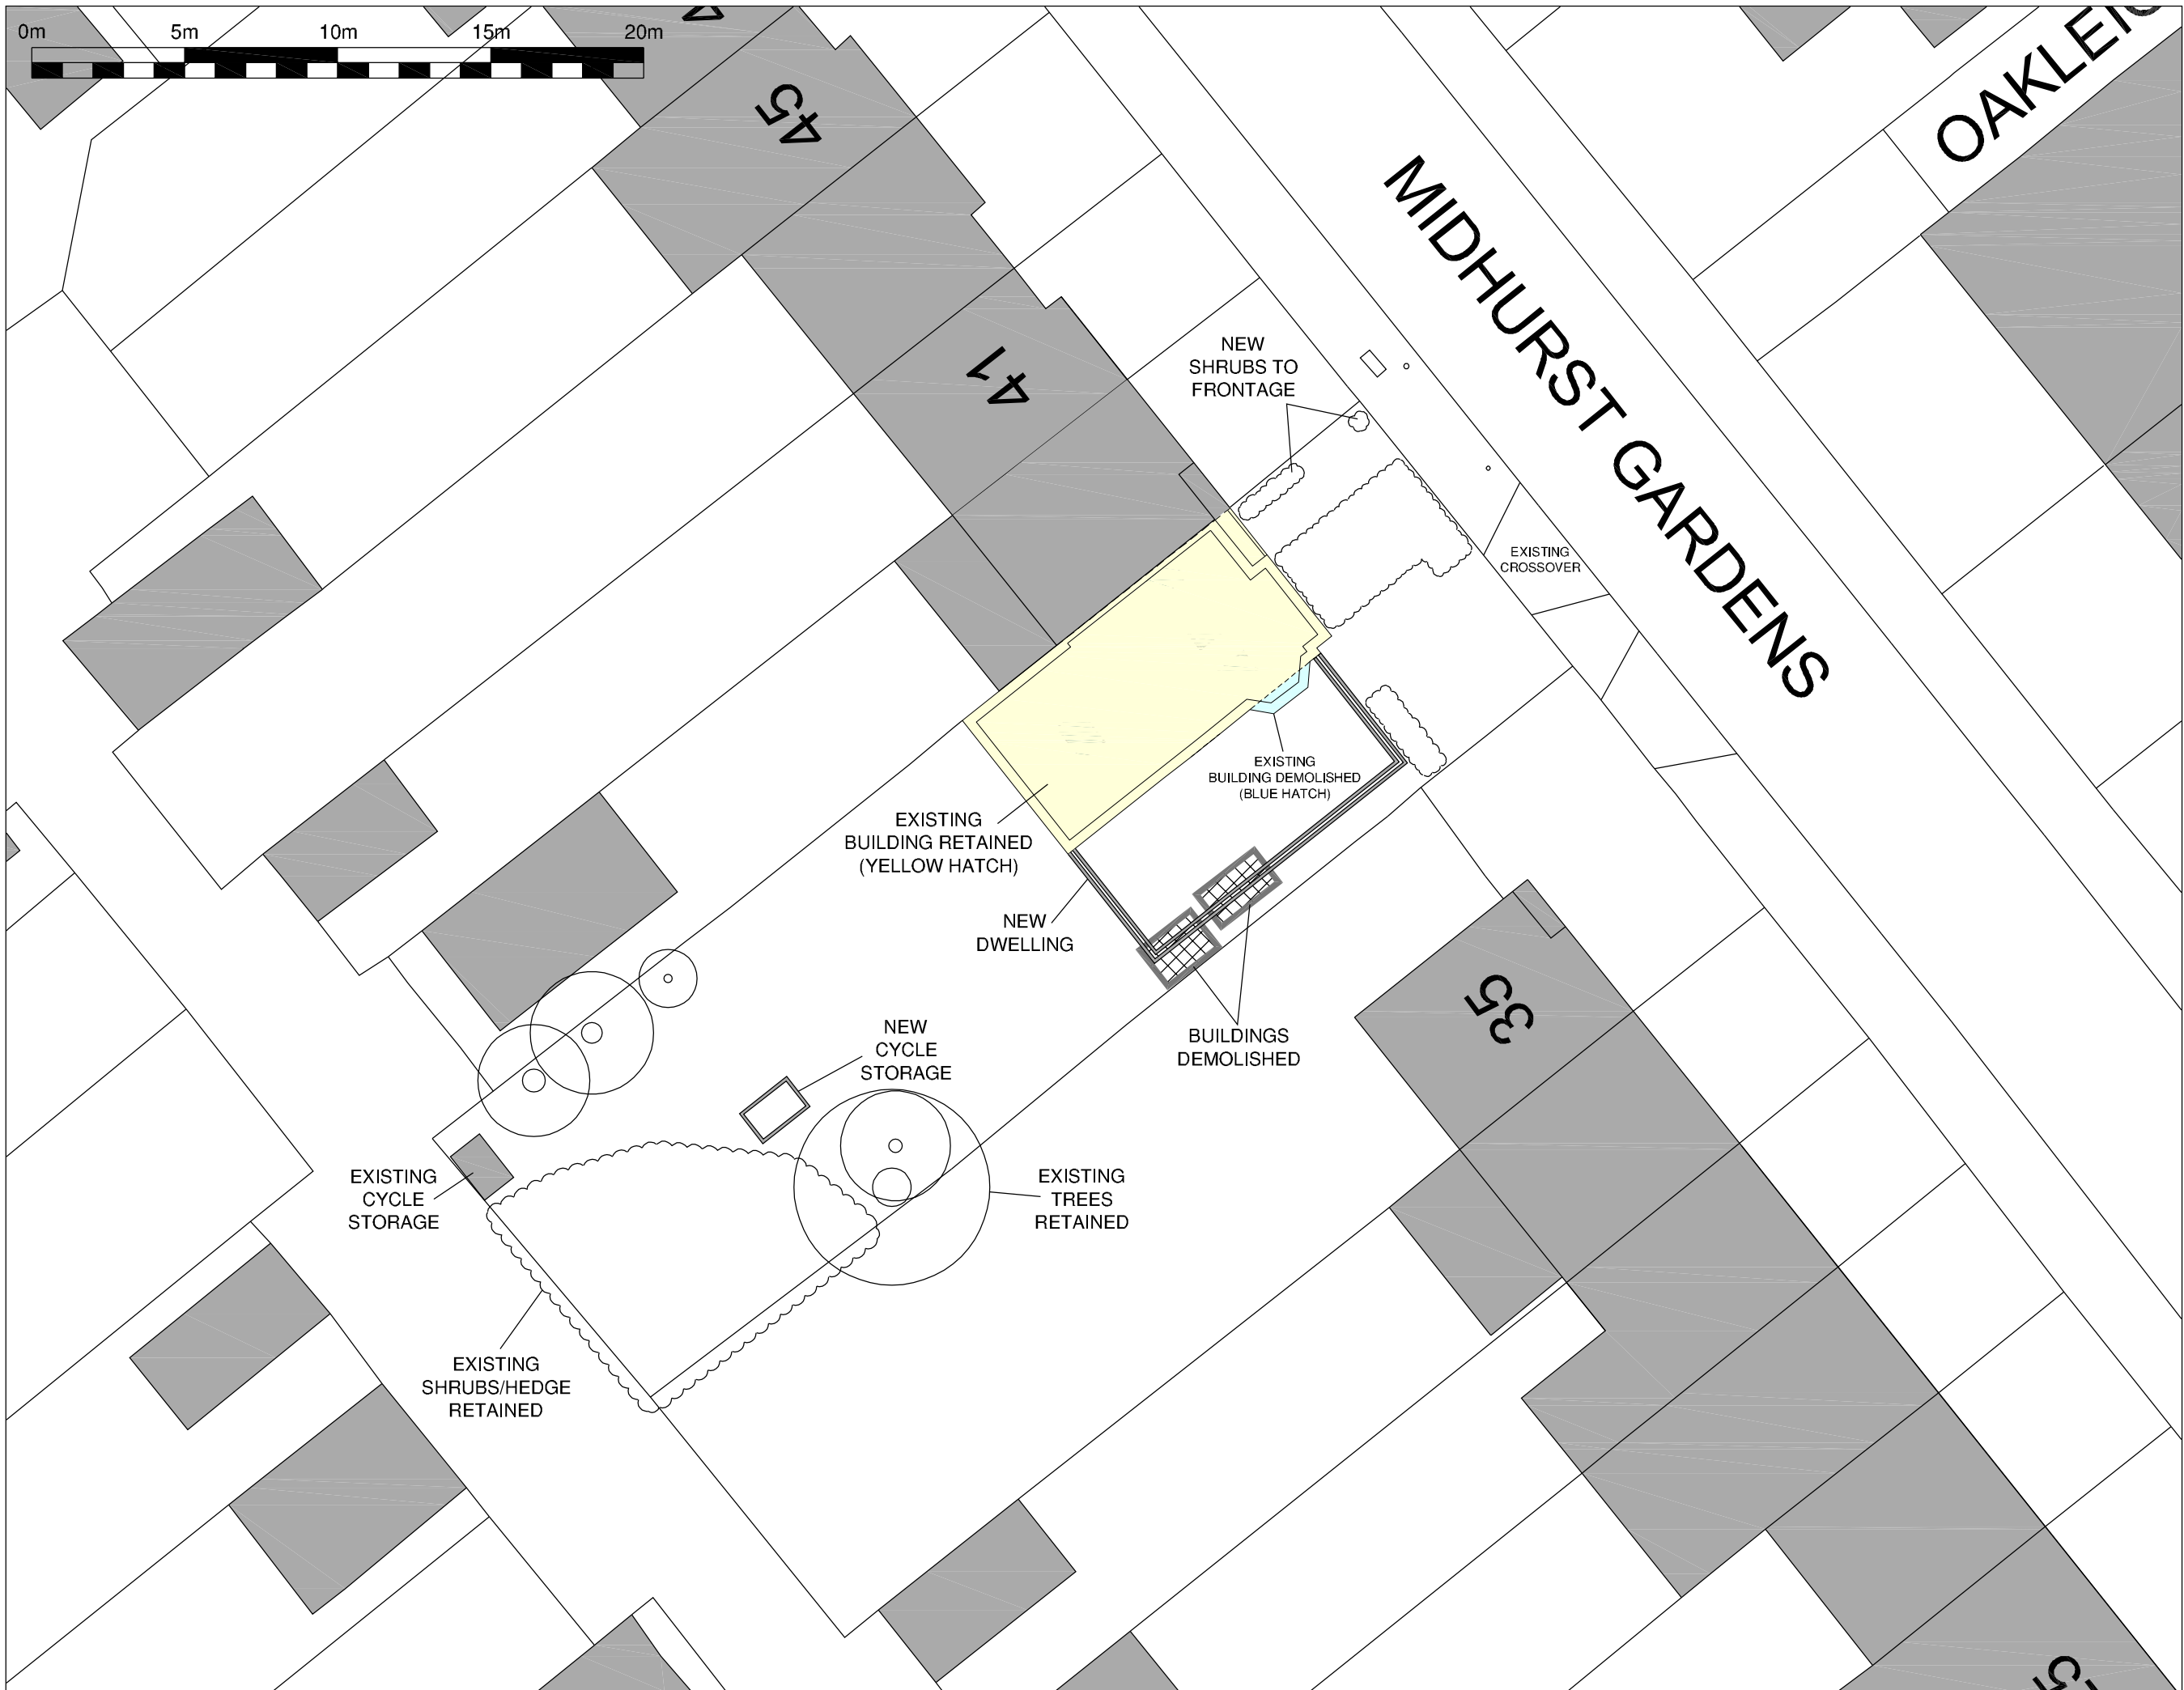 0m 5m 10m 15m 20m
OAKLEIG
45
MIDHURST GARDENS
41
NEW
SHRUBS TO
FRONTAGE
EXISTING
CROSSOVER
EXISTING
BUILDING DEMOLISHED
(BLUE HATCH)
EXISTING
BUILDING RETAINED
(YELLOW HATCH)
NEW
DWELLING
35
NEW
CYCLE
STORAGE
BUILDINGS
DEMOLISHED
EXISTING
CYCLE
STORAGE
EXISTING
TREES
RETAINED
EXISTING
SHRUBS/HEDGE
RETAINED